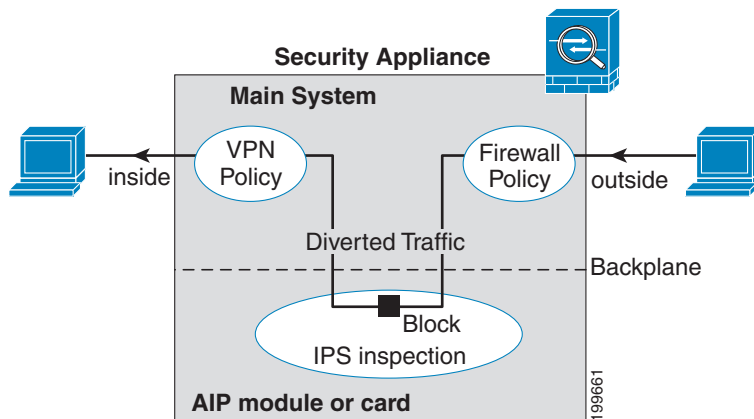 Security Appliance
Main System
VPN
Policy
Firewall
Policy
inside
outside
Diverted Traffic
Backplane
Block
IPS inspection
AIP module or card
199661